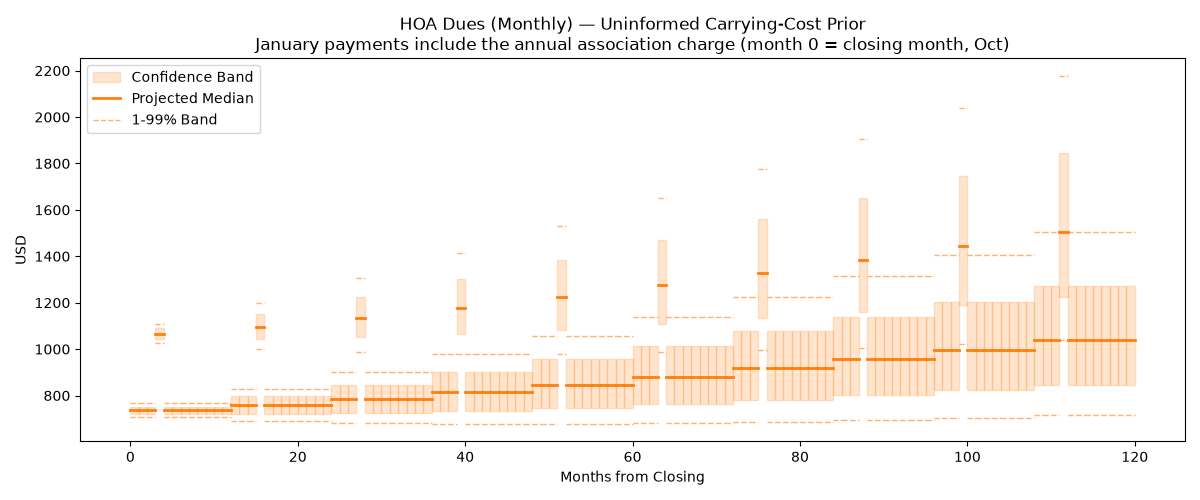 HOA Dues (Monthly) — Uninformed Carrying-Cost Prior
January payments include the annual association charge (month 0 = closing month, Oct)
Confidence Band
Projected Median
1-99% Band
USD
2200
2000
1800
1600
1400
1200
1000
800
0
20
40
60
80
100
120
Months from Closing